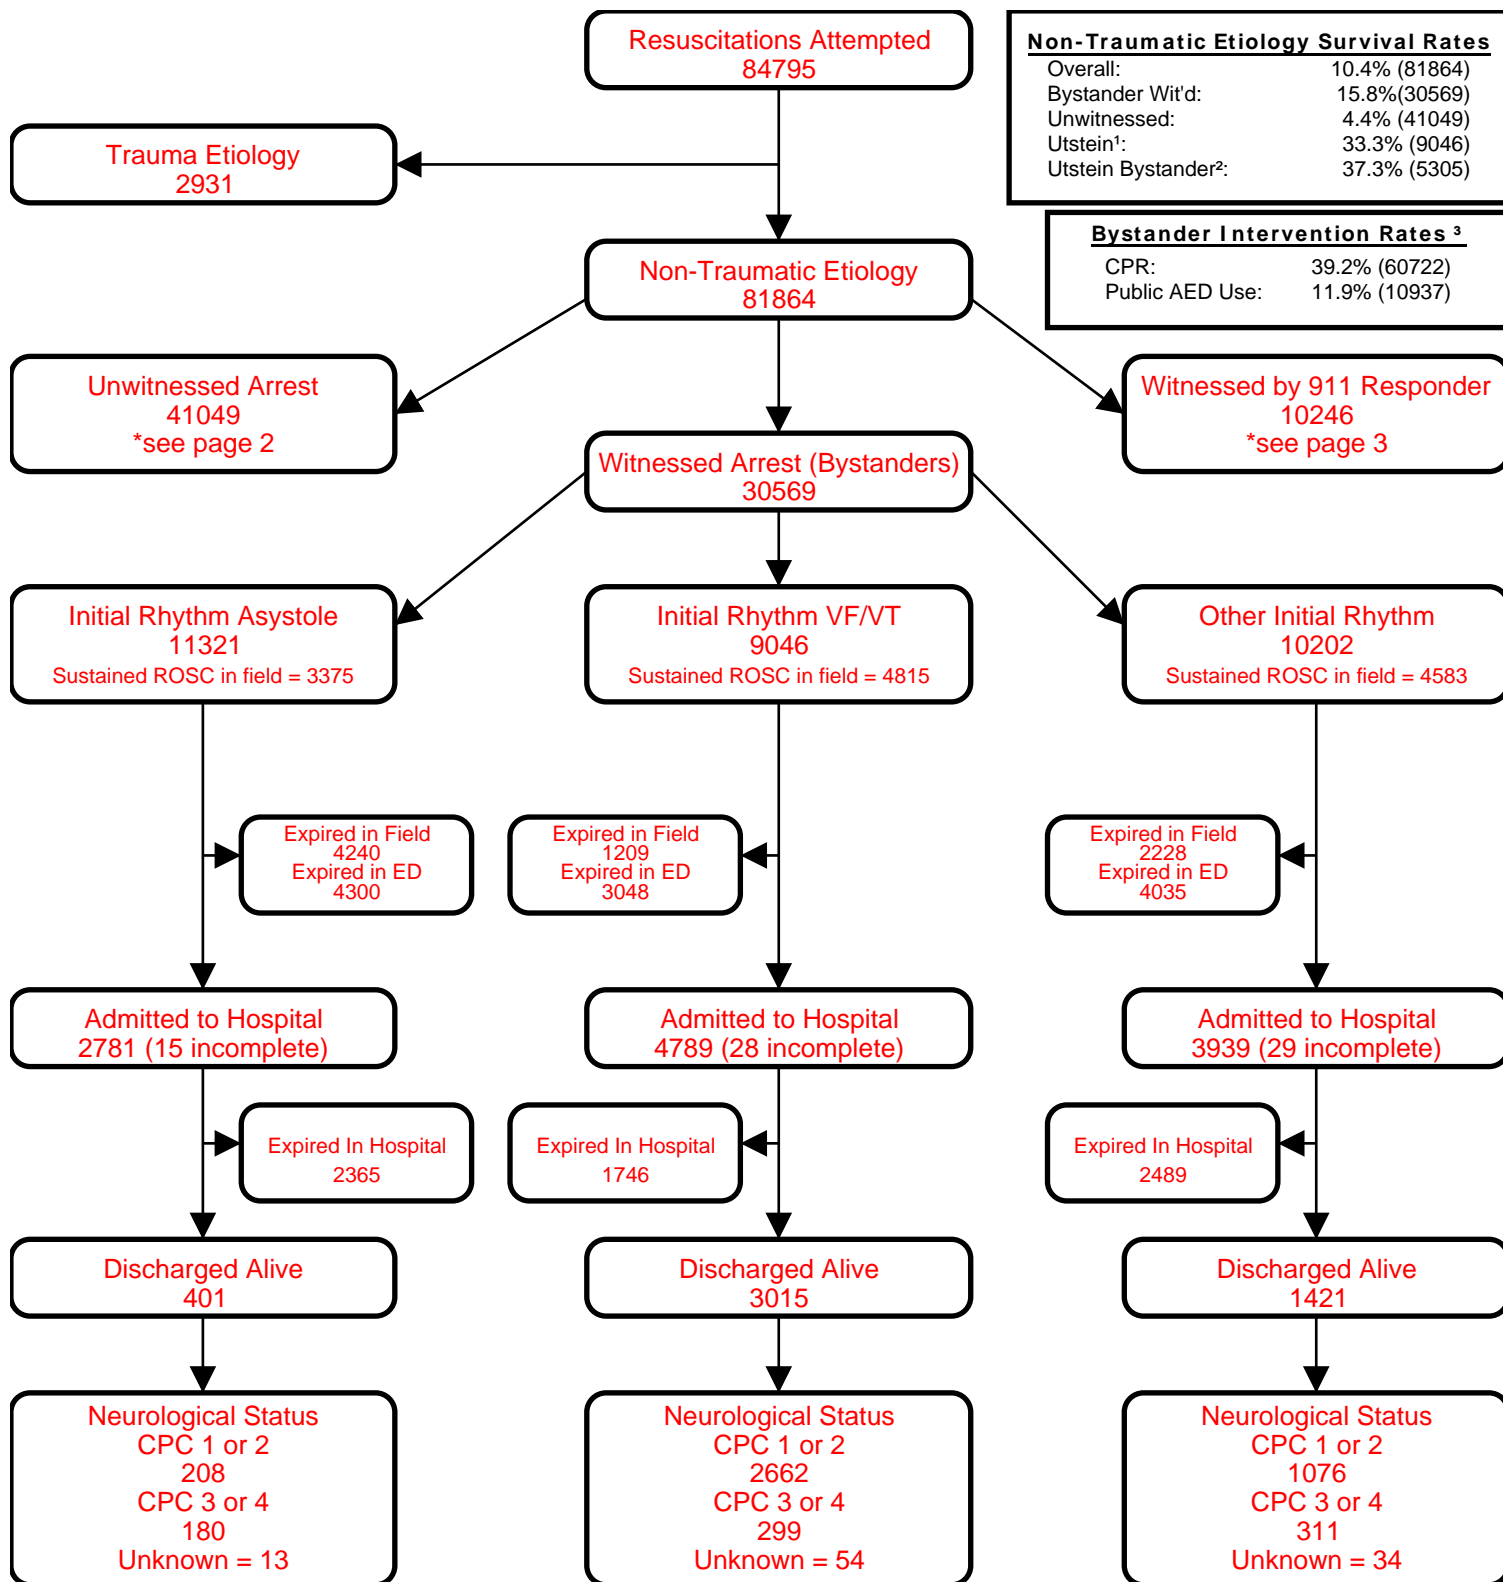 Resuscitations Attempted
84795
Non-Traumatic Etiology Survival Rates
Overall: 10.4% (81864)
Bystander Wit'd: 15.8%(30569)
Unwitnessed: 4.4% (41049)
Utstein¹: 33.3% (9046)
Utstein Bystander²: 37.3% (5305)
Trauma Etiology
2931
Bystander Intervention Rates ³
CPR: 39.2% (60722)
Public AED Use: 11.9% (10937)
Non-Traumatic Etiology
81864
Unwitnessed Arrest
41049
*see page 2
Witnessed by 911 Responder
10246
*see page 3
Witnessed Arrest (Bystanders)
30569
Initial Rhythm Asystole
11321
Sustained ROSC in field = 3375
Initial Rhythm VF/VT
9046
Sustained ROSC in field = 4815
Other Initial Rhythm
10202
Sustained ROSC in field = 4583
Expired in Field
4240
Expired in ED
4300
Expired in Field
1209
Expired in ED
3048
Expired in Field
2228
Expired in ED
4035
Admitted to Hospital
2781 (15 incomplete)
Admitted to Hospital
4789 (28 incomplete)
Admitted to Hospital
3939 (29 incomplete)
Expired In Hospital
2365
Expired In Hospital
1746
Expired In Hospital
2489
Discharged Alive
401
Discharged Alive
3015
Discharged Alive
1421
Neurological Status
CPC 1 or 2
208
CPC 3 or 4
180
Unknown = 13
Neurological Status
CPC 1 or 2
2662
CPC 3 or 4
299
Unknown = 54
Neurological Status
CPC 1 or 2
1076
CPC 3 or 4
311
Unknown = 34